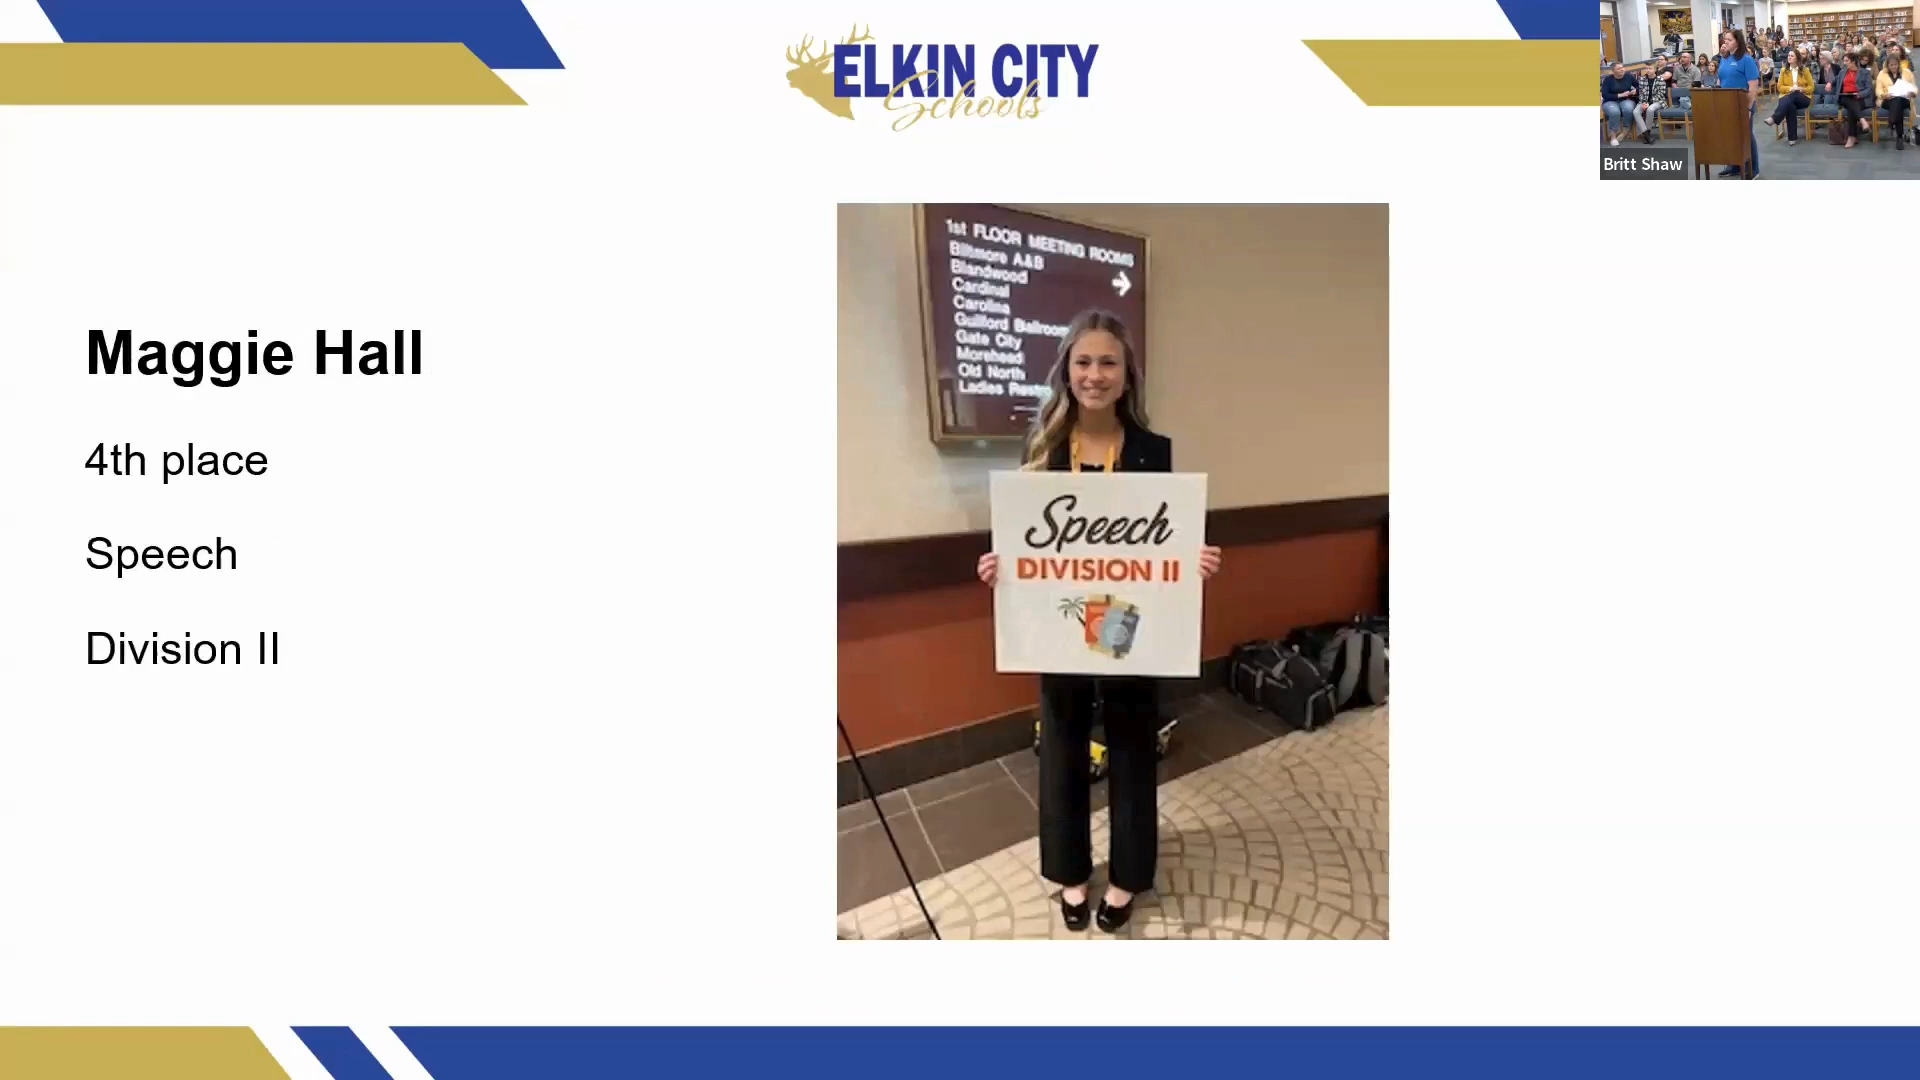 ELKIN CITY
Schools
Britt Shaw
Maggie Hall
4th place
Speech
Division II
1st FLOOR MEETING ROOMS
Biltmore A&B
Blandwood
Cardinal
Carolina
Guilford Ballroom
Gate City
Morehead
Old North
Ladies
Speech
DIVISION II